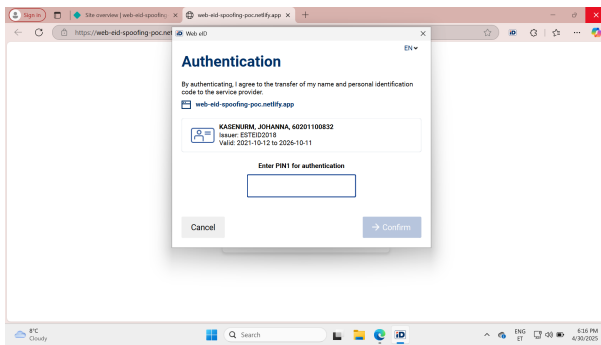 Sign in
Site overview | web-eid-spoofing
web-eid-spoofing-poc.netlify.app
https://web-eid-spoofing-poc.net
Web eID
EN
Authentication
By authenticating, I agree to the transfer of my name and personal identification
code to the service provider.
web-eid-spoofing-poc.netlify.app
KASENURM, JOHANNA, 60201100832
Issuer: ESTEID2018
Valid: 2021-10-12 to 2026-10-11
Enter PIN1 for authentication
Cancel
→ Confirm
8°C
Cloudy
Search
iD
ENG
ET
6:16 PM
4/30/2025